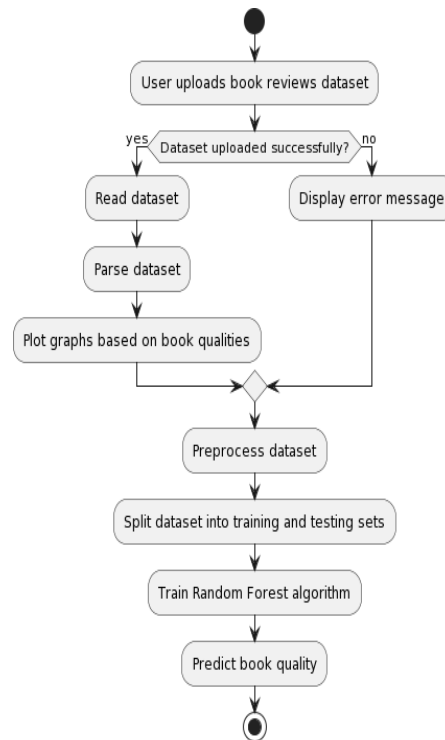 User uploads book reviews dataset
yes
Dataset uploaded successfully?
no
Read dataset
Display error message
Parse dataset
Plot graphs based on book qualities
Preprocess dataset
Split dataset into training and testing sets
Train Random Forest algorithm
Predict book quality